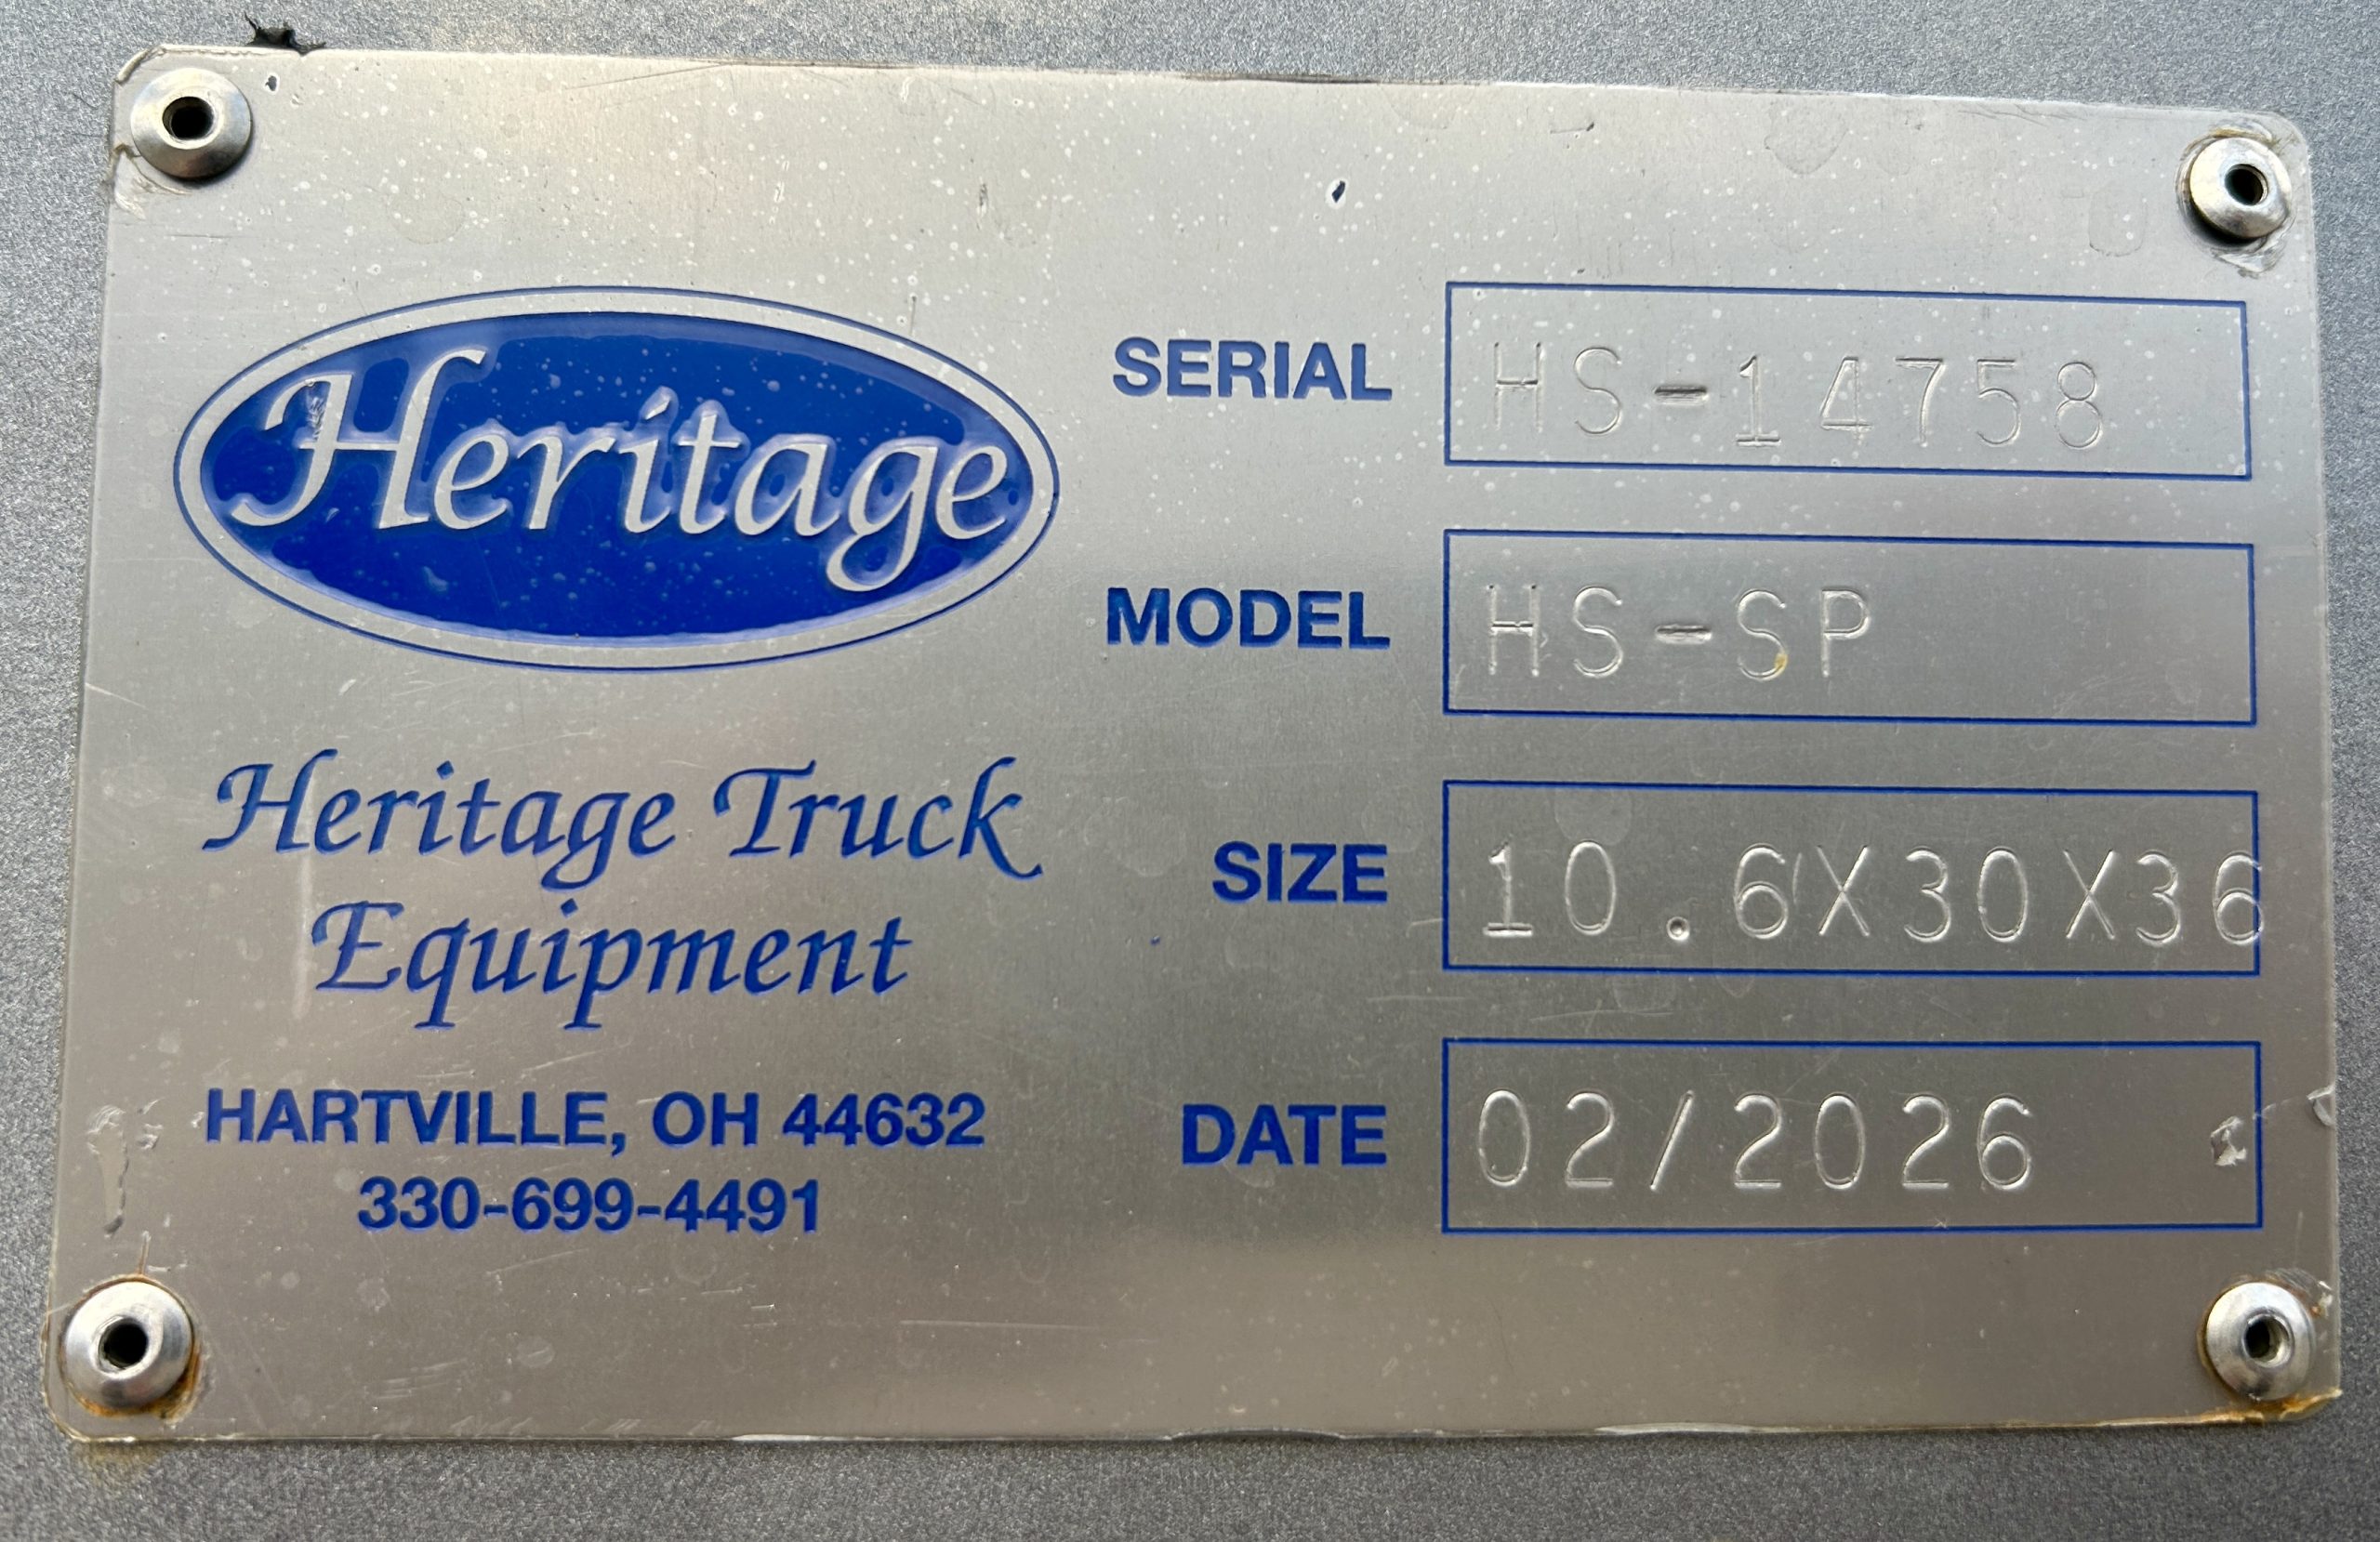 Heritage
Heritage Truck
Equipment
HARTVILLE, OH 44632
330-699-4491
SERIAL HS-14758
MODEL HS-SP
SIZE 10.6X30X36
DATE 02/2026